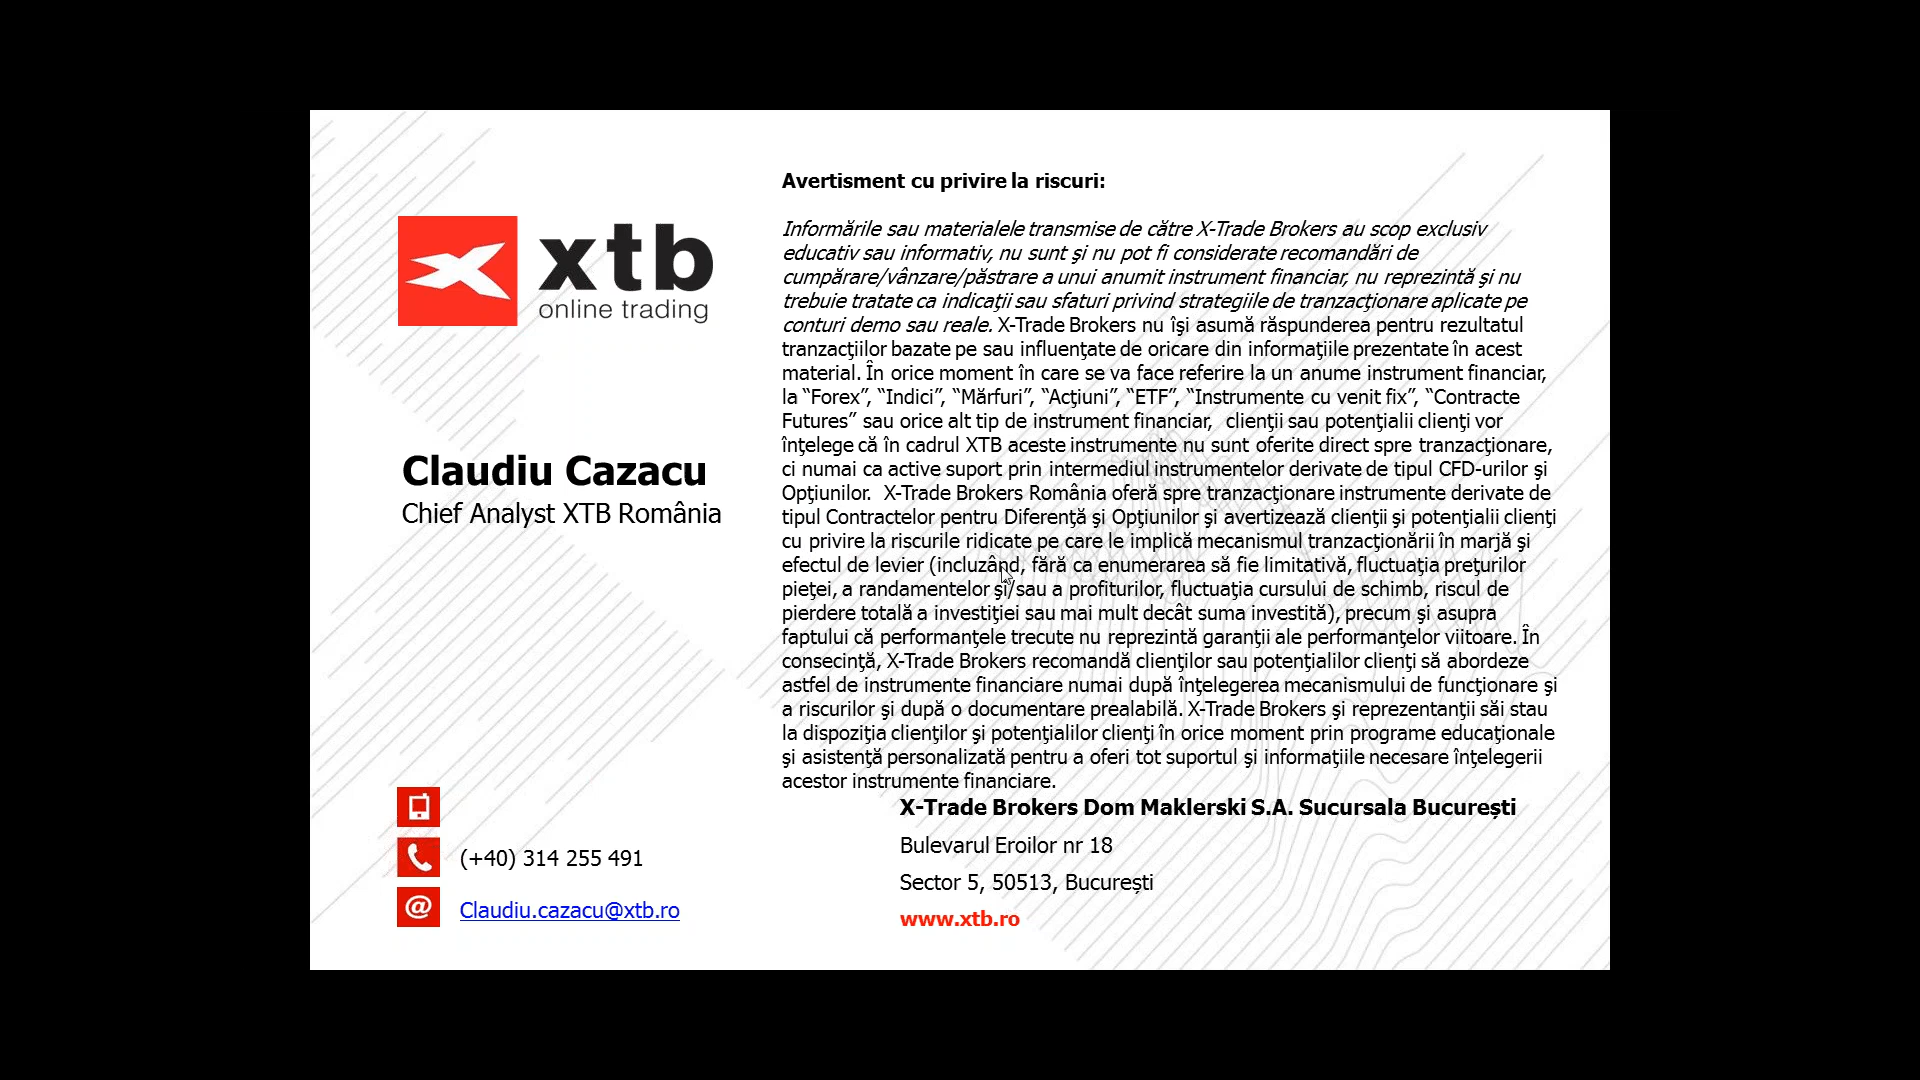 xtb
online trading
Claudiu Cazacu
Chief Analyst XTB România
(+40) 314 255 491
Claudiu.cazacu@xtb.ro
Avertisment cu privire la riscuri:
Informările sau materialele transmise de către X-Trade Brokers au scop exclusiv
educativ sau informativ, nu sunt şi nu pot fi considerate recomandări de
cumpărare/vânzare/păstrare a unui anumit instrument financiar, nu reprezintă şi nu
trebuie tratate ca indicaţii sau sfaturi privind strategiile de tranzacţionare aplicate pe
conturi demo sau reale. X-Trade Brokers nu îşi asumă răspunderea pentru rezultatul
tranzacţiilor bazate pe sau influenţate de oricare din informaţiile prezentate în acest
material. În orice moment în care se va face referire la un anume instrument financiar,
la “Forex”, “Indici”, “Mărfuri”, “Acţiuni”, “ETF”, “Instrumente cu venit fix”, “Contracte
Futures” sau orice alt tip de instrument financiar, clienţii sau potenţialii clienţi vor
înţelege că în cadrul XTB aceste instrumente nu sunt oferite direct spre tranzacţionare,
ci numai ca active suport prin intermediul instrumentelor derivate de tipul CFD-urilor şi
Opţiunilor. X-Trade Brokers România oferă spre tranzacţionare instrumente derivate de
tipul Contractelor pentru Diferenţă şi Opţiunilor şi avertizează clienţii şi potenţialii clienţi
cu privire la riscurile ridicate pe care le implică mecanismul tranzacţionării în marjă şi
efectul de levier (incluzând, fără ca enumerarea să fie limitativă, fluctuaţia preţurilor
pieţei, a randamentelor şi/sau a profiturilor, fluctuaţia cursului de schimb, riscul de
pierdere totală a investiţiei sau mai mult decât suma investită), precum şi asupra
faptului că performanţele trecute nu reprezintă garanţii ale performanţelor viitoare. În
consecinţă, X-Trade Brokers recomandă clienţilor sau potenţialilor clienţi să abordeze
astfel de instrumente financiare numai după înţelegerea mecanismului de funcţionare şi
a riscurilor şi după o documentare prealabilă. X-Trade Brokers şi reprezentanţii săi stau
la dispoziţia clienţilor şi potenţialilor clienţi în orice moment prin programe educaţionale
şi asistenţă personalizată pentru a oferi tot suportul şi informaţiile necesare înţelegerii
acestor instrumente financiare.
X-Trade Brokers Dom Maklerski S.A. Sucursala București
Bulevarul Eroilor nr 18
Sector 5, 50513, București
www.xtb.ro